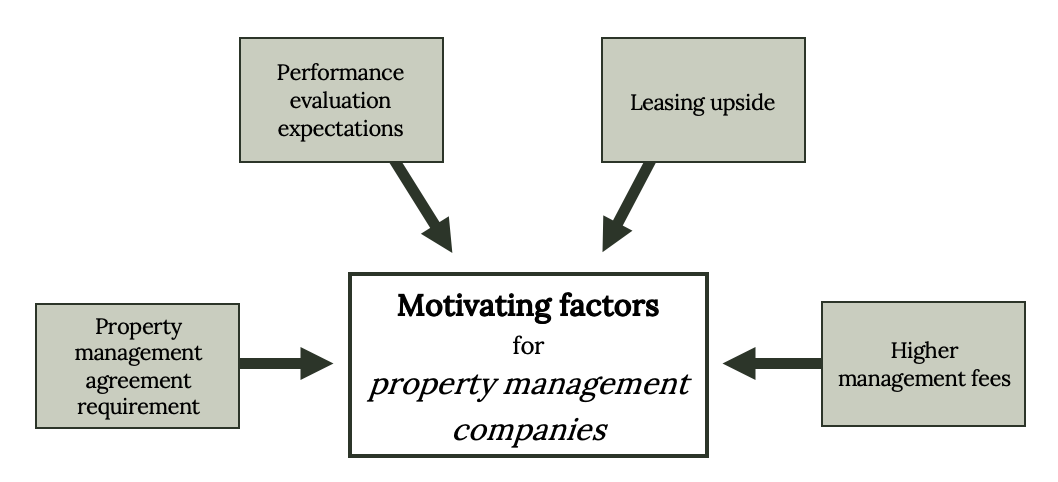 Performance
evaluation
expectations
Leasing upside
Property
management
agreement
requirement
Motivating factors
for
property management
companies
Higher
management fees